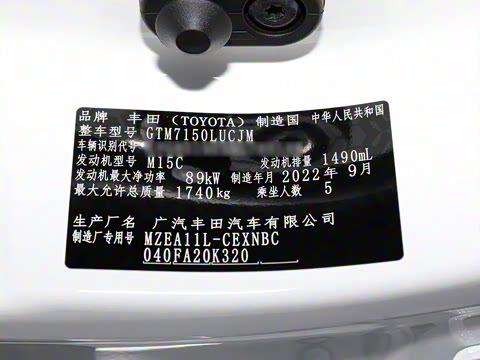 品牌 丰田（TOYOTA） 制造国 中华人民共和国
整车型号 GTM7150LUCJM
车辆识别代号
发动机型号 M15C 发动机排量 1490mL
发动机最大净功率 89kW 制造年月 2022年9月
最大允许总质量 1740kg 乘坐人数 5
生产厂名 广汽丰田汽车有限公司
制造厂专用号 MZEA11L-CEXNBC
040FA20K320